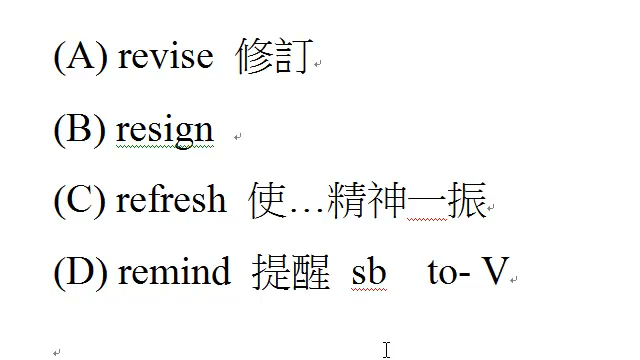 (A) revise 修訂
(B) resign
(C) refresh 使…精神一振
(D) remind 提醒 sb to- V